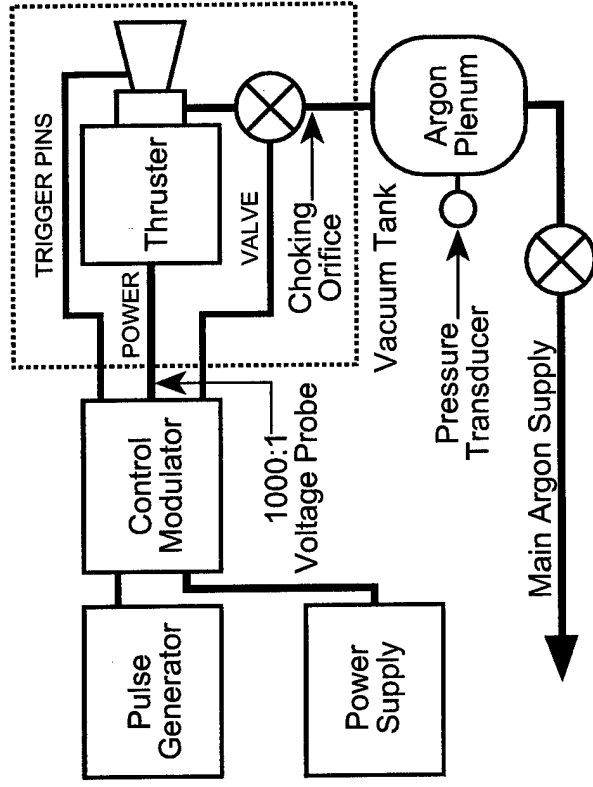 TRIGGER PINS
Thruster
POWER
VALVE
Choking
Orifice
Vacuum Tank
Argon
Plenum
Pressure
Transducer
Main Argon Supply
Control
Modulator
1000:1
Voltage Probe
Pulse
Generator
Power
Supply